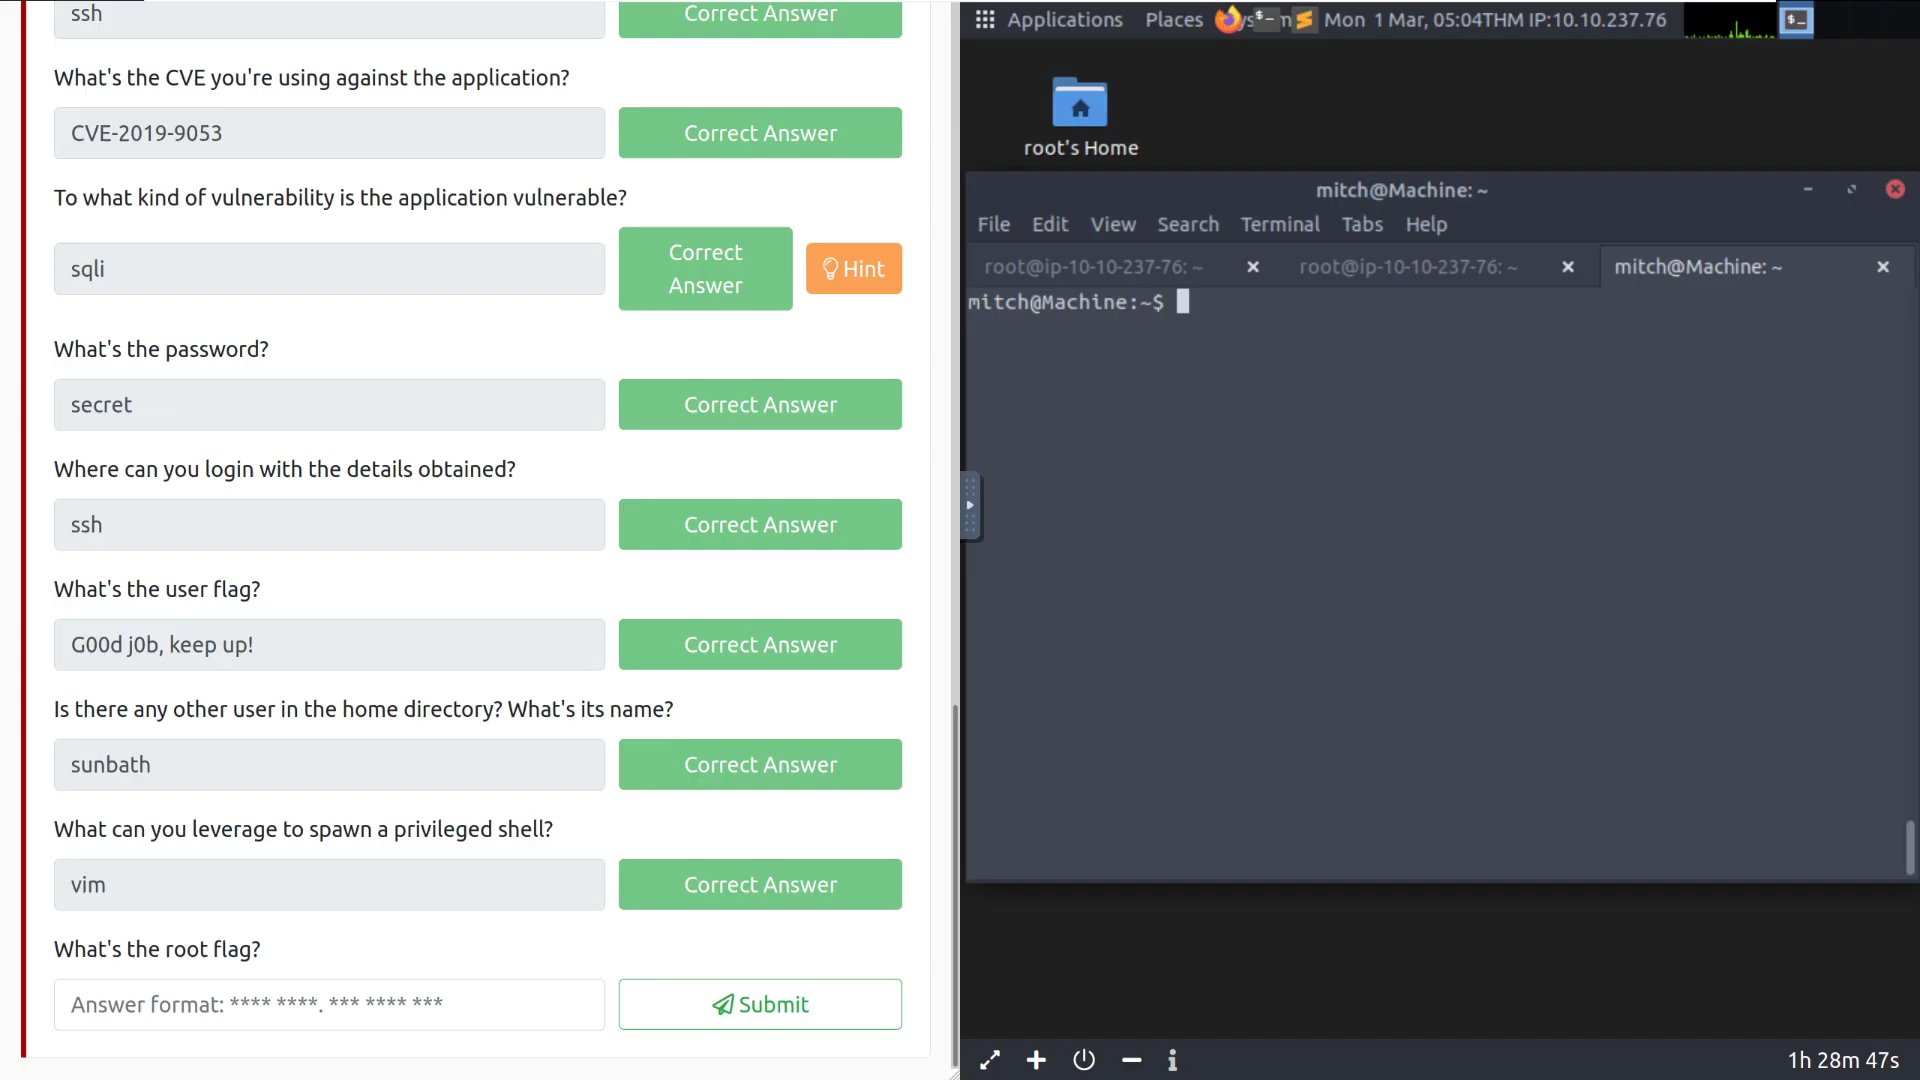 ssh
Correct Answer
What's the CVE you're using against the application?
CVE-2019-9053
Correct Answer
To what kind of vulnerability is the application vulnerable?
sqli
Correct
Answer
Hint
What's the password?
secret
Correct Answer
Where can you login with the details obtained?
ssh
Correct Answer
What's the user flag?
G00d j0b, keep up!
Correct Answer
Is there any other user in the home directory? What's its name?
sunbath
Correct Answer
What can you leverage to spawn a privileged shell?
vim
Correct Answer
What's the root flag?
Answer format: **** ****. *** **** ***
Submit
Applications Places Mon 1 Mar, 05:04THM IP:10.10.237.76
root's Home
mitch@Machine: ~
File Edit View Search Terminal Tabs Help
root@ip-10-10-237-76: ~ root@ip-10-10-237-76: ~ mitch@Machine: ~
mitch@Machine:~$
1h 28m 47s